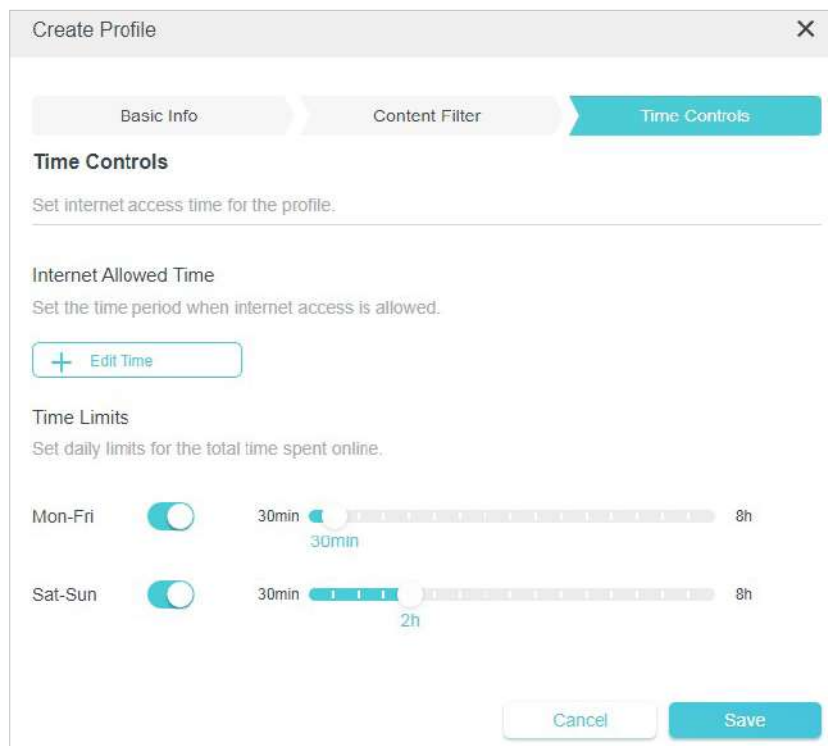 Create Profile
Basic Info
Content Filter
Time Controls
Time Controls
Set internet access time for the profile.
Internet Allowed Time
Set the time period when internet access is allowed.
Edit Time
Time Limits
Set daily limits for the total time spent online.
Mon-Fri 30min 8h
30min
Sat-Sun 30min 8h
2h
Cancel Save